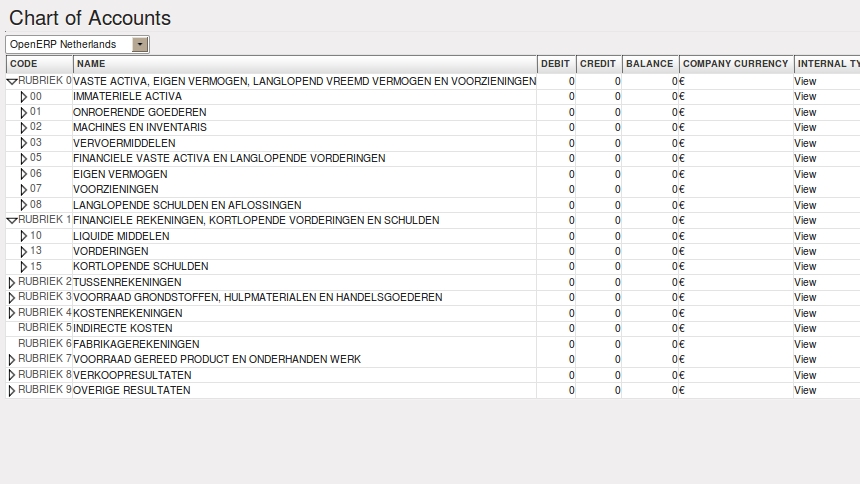 Chart of Accounts
OpenERP Netherlands
CODE NAME DEBIT CREDIT BALANCE COMPANY CURRENCY INTERNAL TY
RUBRIEK 0 VASTE ACTIVA, EIGEN VERMOGEN, LANGLOPEND VREEMD VERMOGEN EN VOORZIENINGEN 0 0 0 € View
00 IMMATERIELE ACTIVA 0 0 0 € View
01 ONROERENDE GOEDEREN 0 0 0 € View
02 MACHINES EN INVENTARIS 0 0 0 € View
03 VERVOERMIDDELEN 0 0 0 € View
05 FINANCIELE VASTE ACTIVA EN LANGLOPENDE VORDERINGEN 0 0 0 € View
06 EIGEN VERMOGEN 0 0 0 € View
07 VOORZIENINGEN 0 0 0 € View
08 LANGLOPENDE SCHULDEN EN AFLOSSINGEN 0 0 0 € View
RUBRIEK 1 FINANCIELE REKENINGEN, KORTLOPENDE VORDERINGEN EN SCHULDEN 0 0 0 € View
10 LIQUIDE MIDDELEN 0 0 0 € View
13 VORDERINGEN 0 0 0 € View
15 KORTLOPENDE SCHULDEN 0 0 0 € View
RUBRIEK 2 TUSSENREKENINGEN 0 0 0 € View
RUBRIEK 3 VOORRAAD GRONDSTOFFEN, HULPMATERIALEN EN HANDELSGOEDEREN 0 0 0 € View
RUBRIEK 4 KOSTENREKENINGEN 0 0 0 € View
RUBRIEK 5 INDIRECTE KOSTEN 0 0 0 € View
RUBRIEK 6 FABRIKAGEREKENINGEN 0 0 0 € View
RUBRIEK 7 VOORRAAD GEREED PRODUCT EN ONDERHANDEN WERK 0 0 0 € View
RUBRIEK 8 VERKOOPRESULTATEN 0 0 0 € View
RUBRIEK 9 OVERIGE RESULTATEN 0 0 0 € View